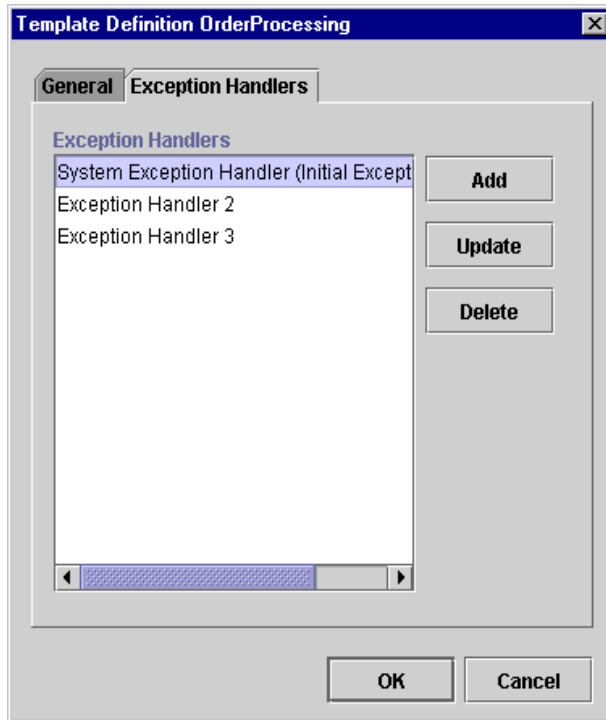 Template Definition OrderProcessing
General Exception Handlers
Exception Handlers
System Exception Handler (Initial Except
Exception Handler 2
Exception Handler 3
Add
Update
Delete
OK Cancel